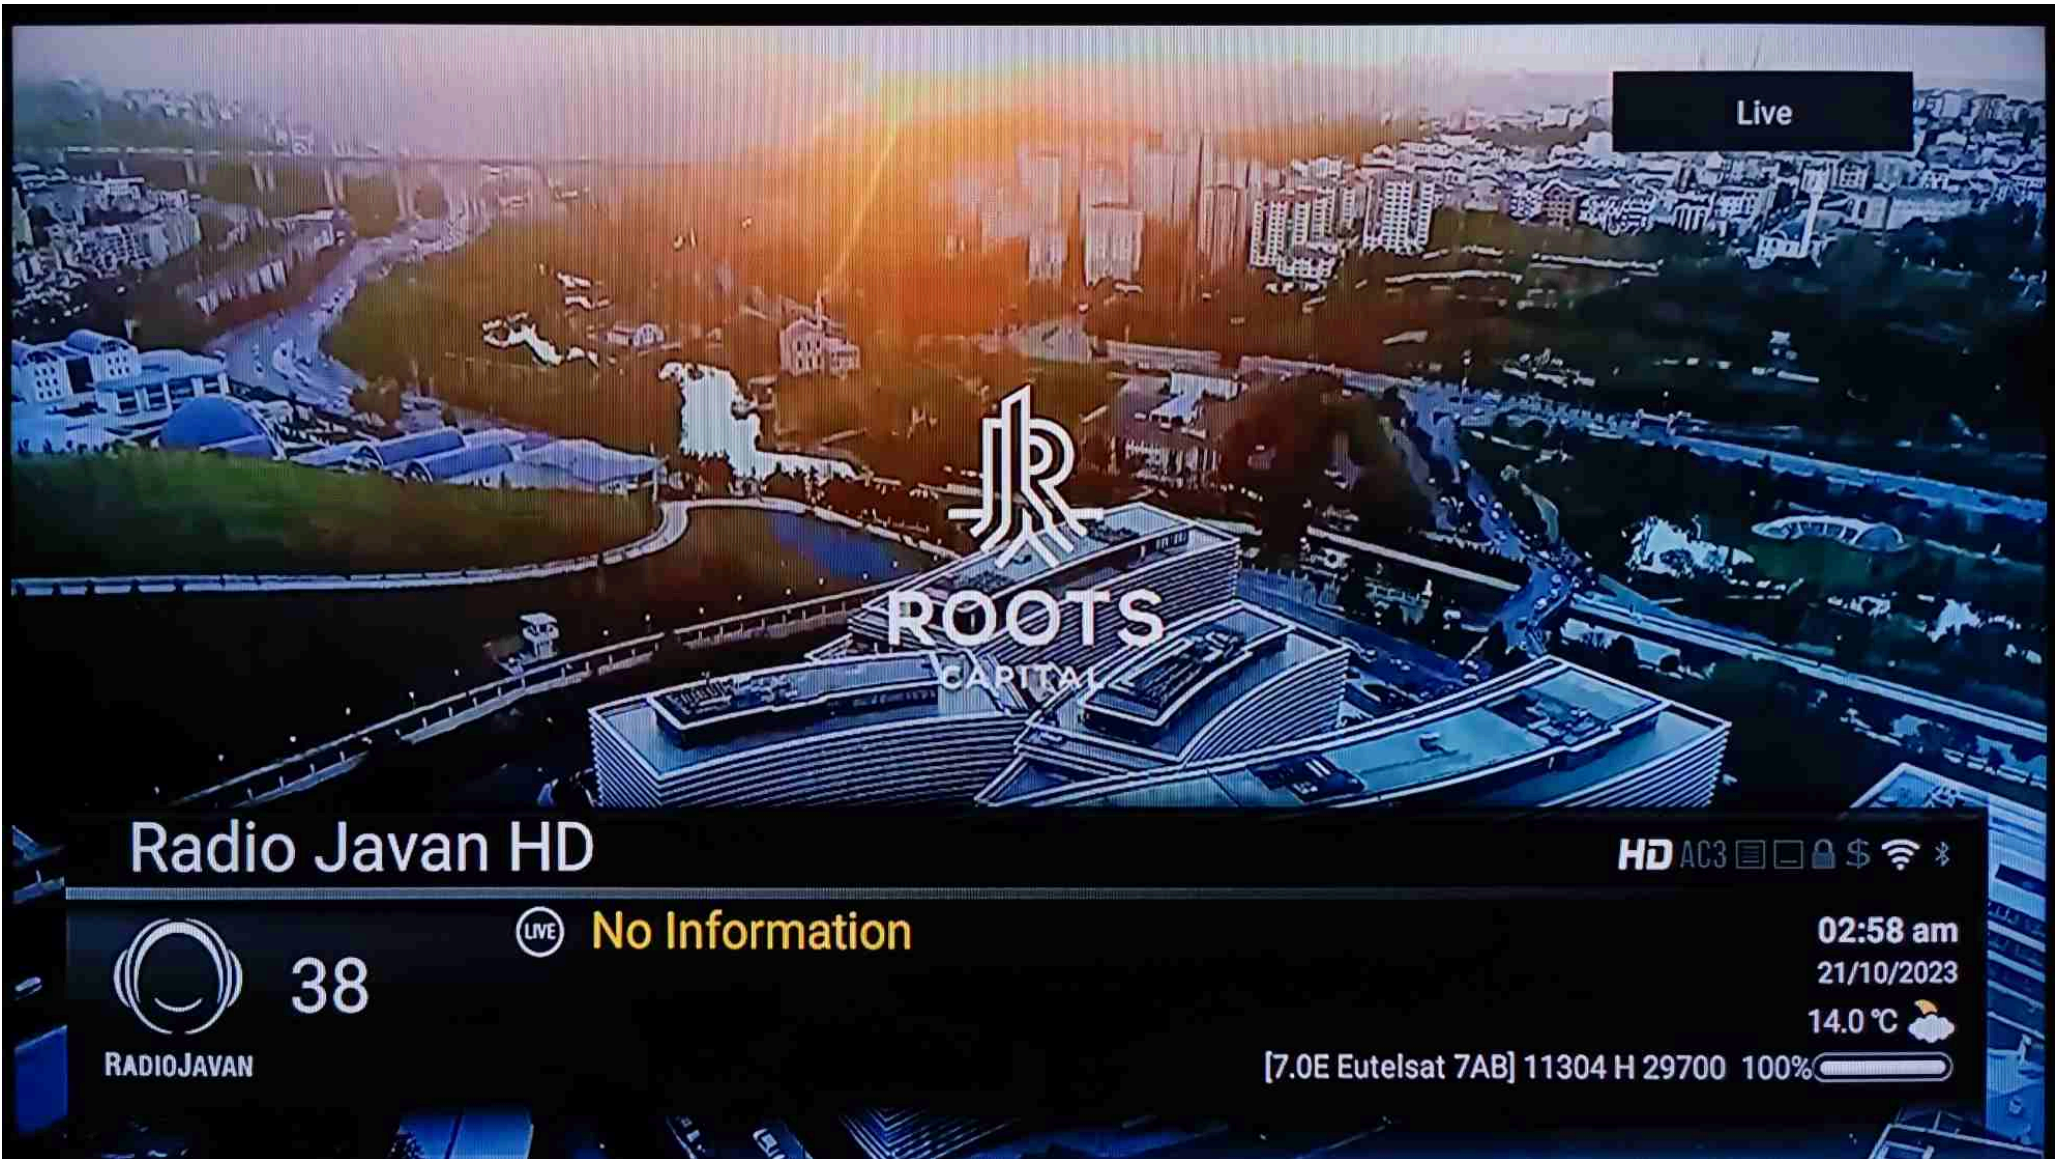 Live
ROOTS
CAPITAL
Radio Javan HD
HD AC3 $
LIVE No Information
02:58 am
38
21/10/2023
14.0 °C
RADIOJAVAN
[7.0E Eutelsat 7AB] 11304 H 29700 100%